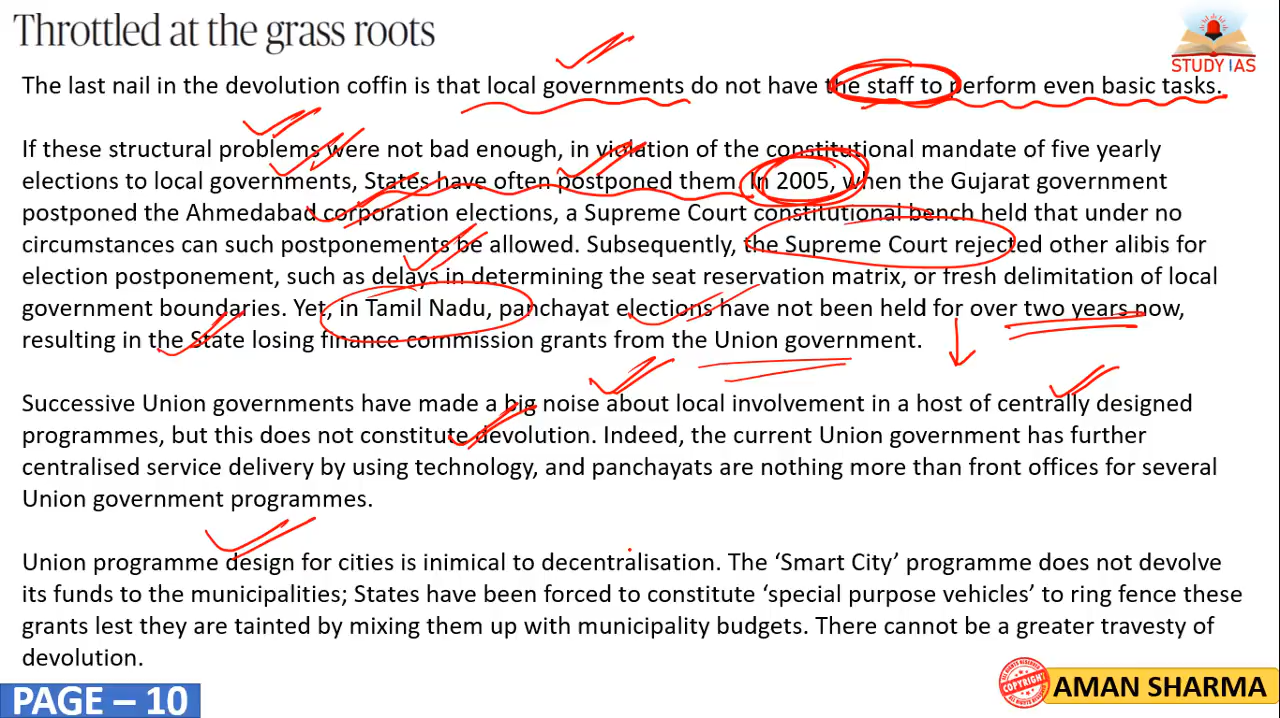 Throttled at the grass roots
STUDY IAS
The last nail in the devolution coffin is that local governments do not have the staff to perform even basic tasks.
If these structural problems were not bad enough, in violation of the constitutional mandate of five yearly
elections to local governments, States have often postponed them. In 2005, when the Gujarat government
postponed the Ahmedabad corporation elections, a Supreme Court constitutional bench held that under no
circumstances can such postponements be allowed. Subsequently, the Supreme Court rejected other alibis for
election postponement, such as delays in determining the seat reservation matrix, or fresh delimitation of local
government boundaries. Yet, in Tamil Nadu, panchayat elections have not been held for over two years now,
resulting in the State losing finance commission grants from the Union government.
Successive Union governments have made a big noise about local involvement in a host of centrally designed
programmes, but this does not constitute devolution. Indeed, the current Union government has further
centralised service delivery by using technology, and panchayats are nothing more than front offices for several
Union government programmes.
Union programme design for cities is inimical to decentralisation. The ‘Smart City’ programme does not devolve
its funds to the municipalities; States have been forced to constitute ‘special purpose vehicles’ to ring fence these
grants lest they are tainted by mixing them up with municipality budgets. There cannot be a greater travesty of
devolution.
PAGE – 10
COPYRIGHT
AMAN SHARMA